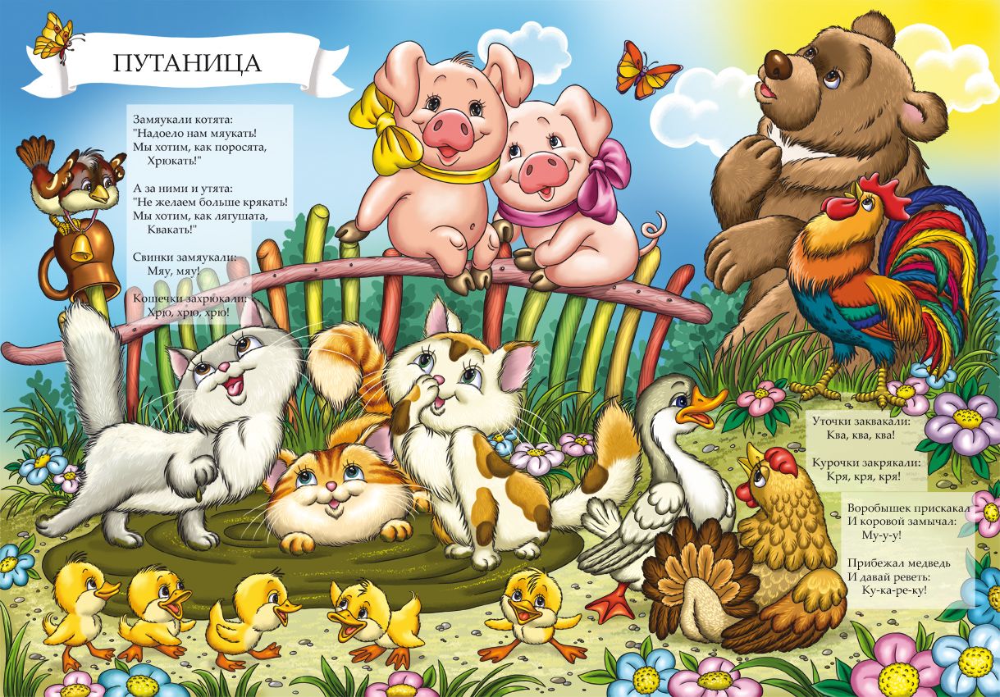 ПУТАНИЦА
Замяукали котята:
"Надоело нам мяукать!
Мы хотим, как поросята,
Хрюкать!"
А за ними и утята:
"Не желаем больше крякать!
Мы хотим, как лягушата,
Квакать!"
Свинки замяукали:
Мяу, мяу!
Кошечки захрюкали:
Хрю, хрю, хрю!
Уточки заквакали:
Ква, ква, ква!
Курочки закрякали:
Кря, кря, кря!
Воробышек прискакал
И коровой замычал:
Му-у-у!
Прибежал медведь
И давай реветь:
Ку-ка-ре-ку!